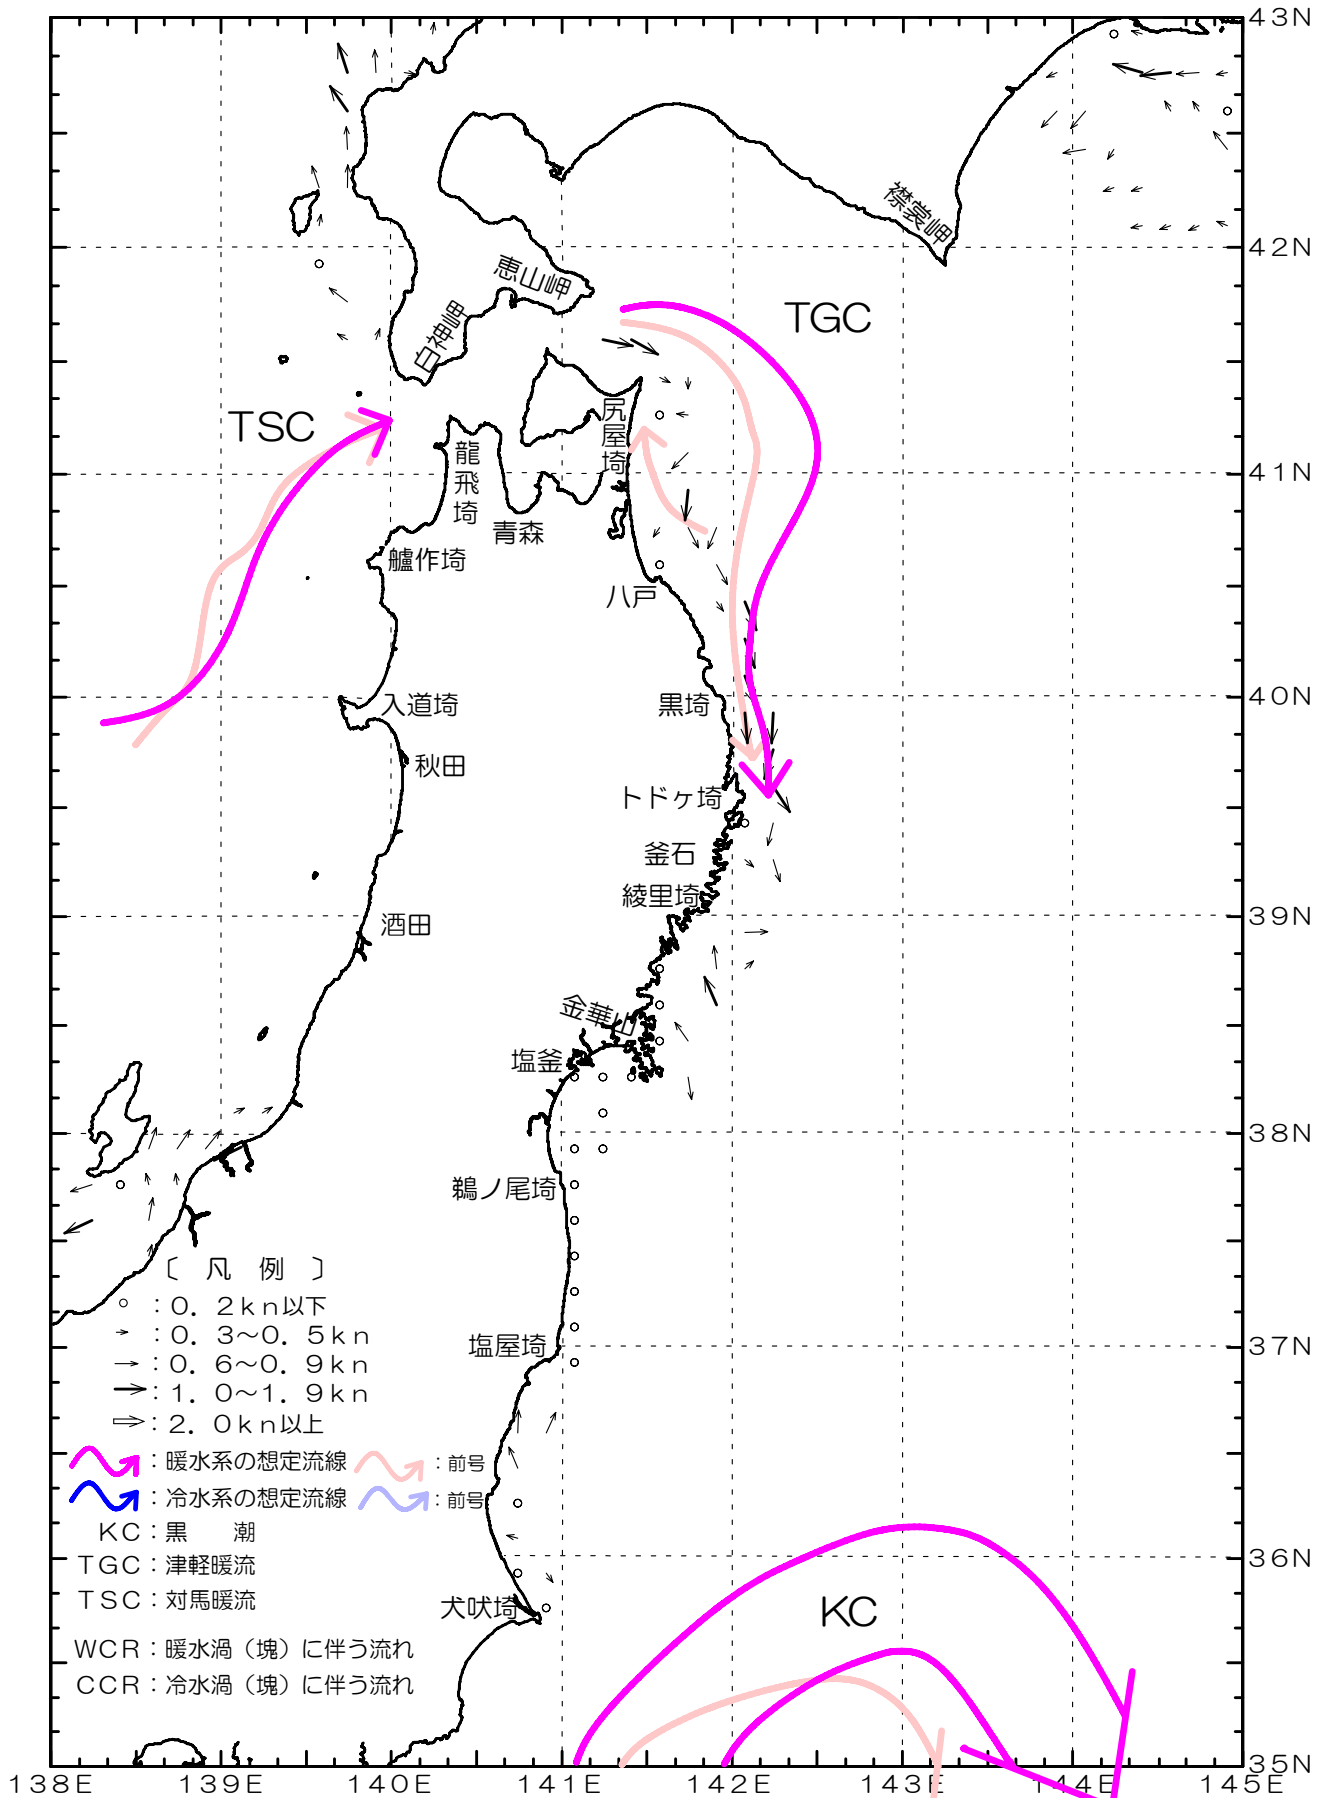 43N
襟裳岬
42N
恵山岬
白神岬
TGC
TSC
尻屋埼
龍飛埼
41N
青森
艫作埼
八戸
入道埼
黒埼
40N
秋田
トドヶ埼
釜石
綾里埼
酒田
39N
金華山
塩釜
38N
鵜ノ尾埼
〔 凡 例 〕
○ :0.2kn以下
:0.3~0.5kn
:0.6~0.9kn
:1.0~1.9kn
:2.0kn以上
塩屋埼
37N
:暖水系の想定流線 :前号
:冷水系の想定流線 :前号
KC:黒 潮
TGC:津軽暖流
TSC:対馬暖流
WCR:暖水渦(塊)に伴う流れ
CCR:冷水渦(塊)に伴う流れ
36N
犬吠埼
KC
35N
138E 139E 140E 141E 142E 143E 144E 145E